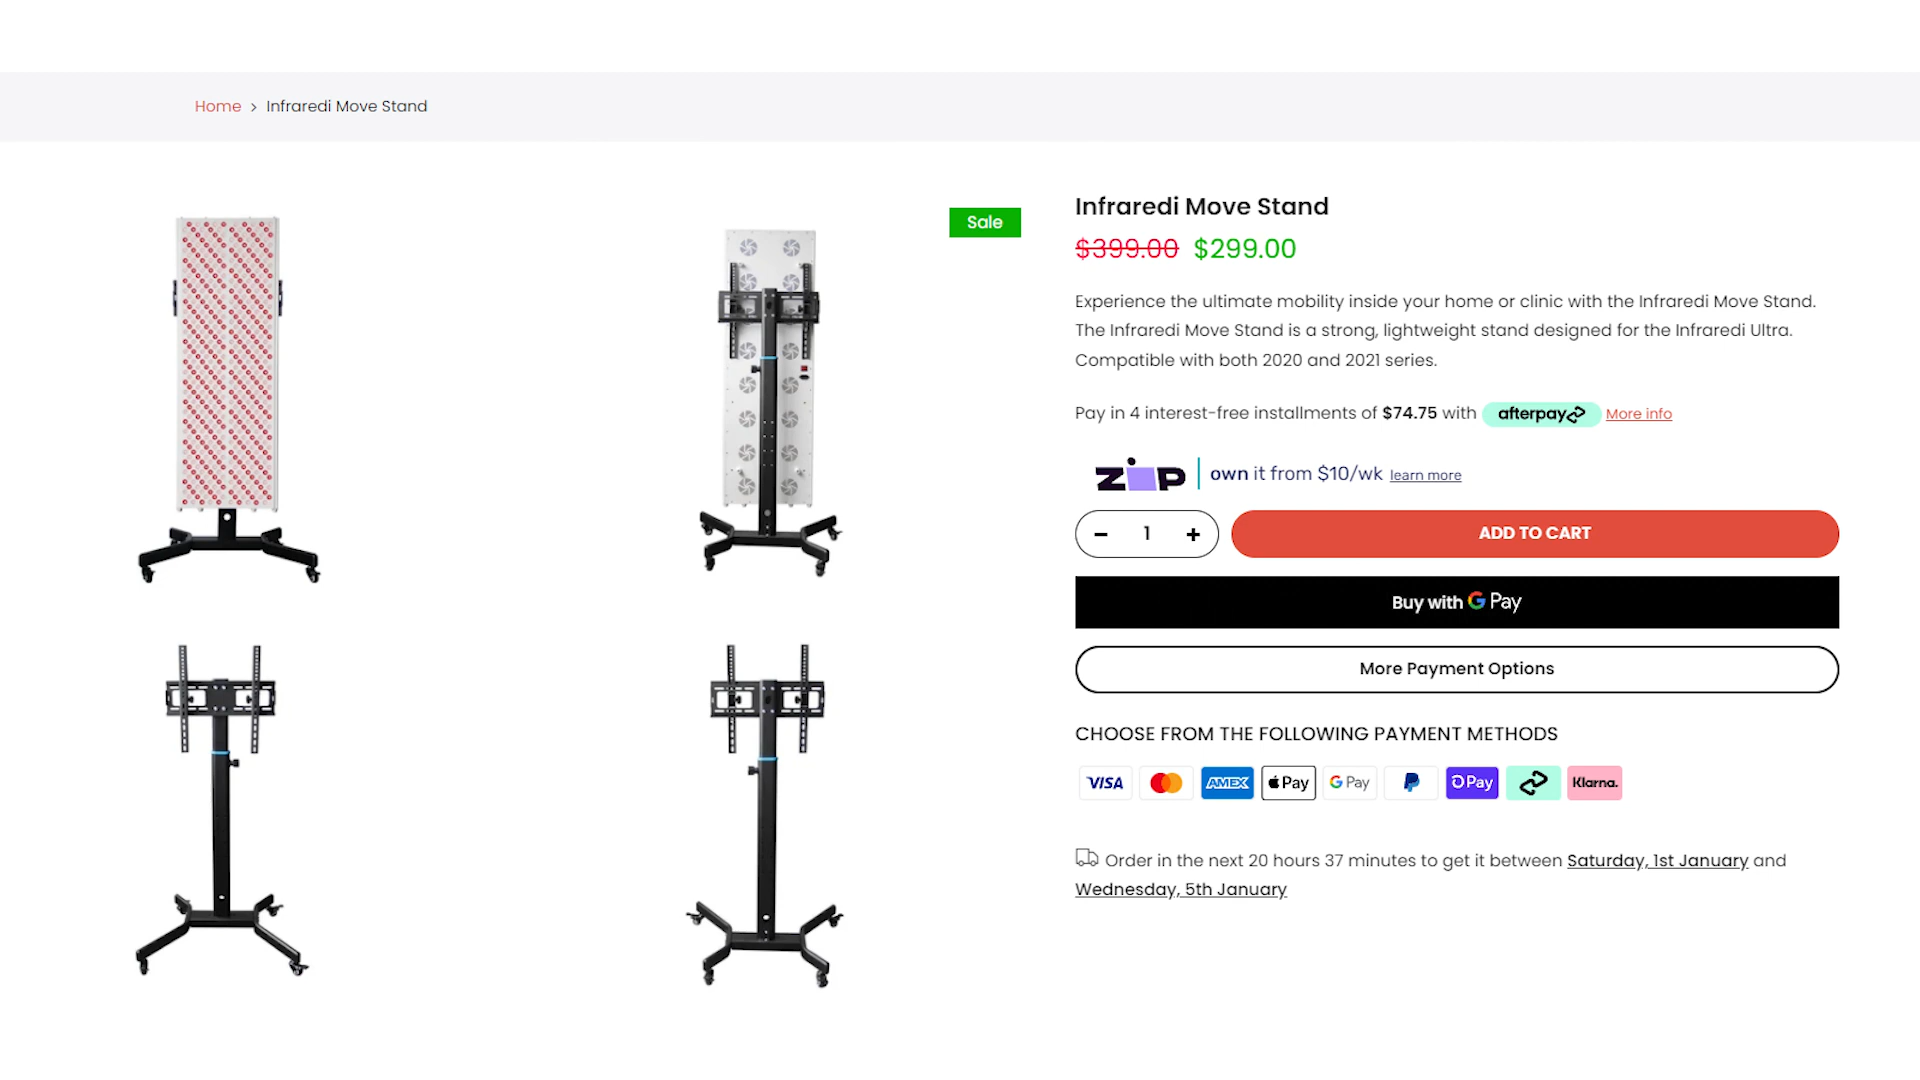 Home > Infraredi Move Stand
Sale
Infraredi Move Stand
$399.00 $299.00
Experience the ultimate mobility inside your home or clinic with the Infraredi Move Stand.
The Infraredi Move Stand is a strong, lightweight stand designed for the Infraredi Ultra.
Compatible with both 2020 and 2021 series.
Pay in 4 interest-free installments of $74.75 with afterpay More info
zip own it from $10/wk learn more
− 1 + ADD TO CART
Buy with G Pay
More Payment Options
CHOOSE FROM THE FOLLOWING PAYMENT METHODS
VISA AMEX Pay G Pay Pay Klarna.
Order in the next 20 hours 37 minutes to get it between Saturday, 1st January and
Wednesday, 5th January